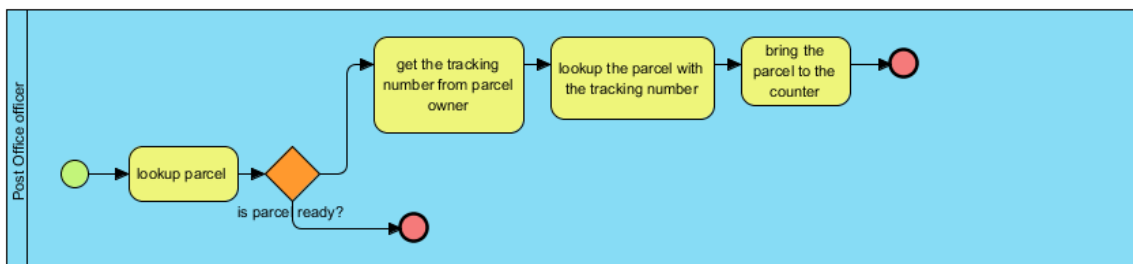 Post Office officer
lookup parcel
is parcel ready?
get the tracking
number from parcel
owner
lookup the parcel with
the tracking number
bring the
parcel to the
counter